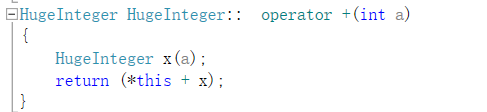 HugeInteger HugeInteger::  operator +(int a)
{
    HugeInteger x(a);
    return (*this + x);
}